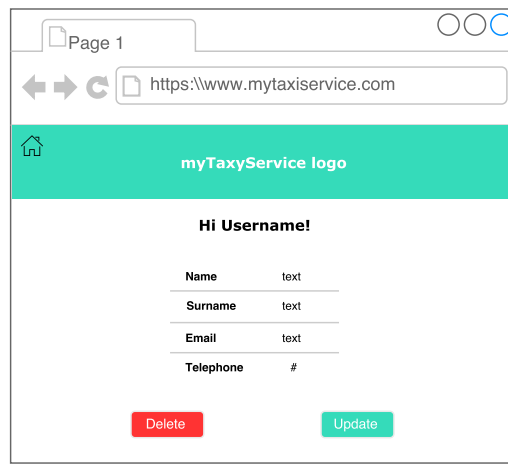 Page 1
https:\\www.mytaxiservice.com
myTaxyService logo
Hi Username!
Name text
Surname text
Email text
Telephone #
Delete Update